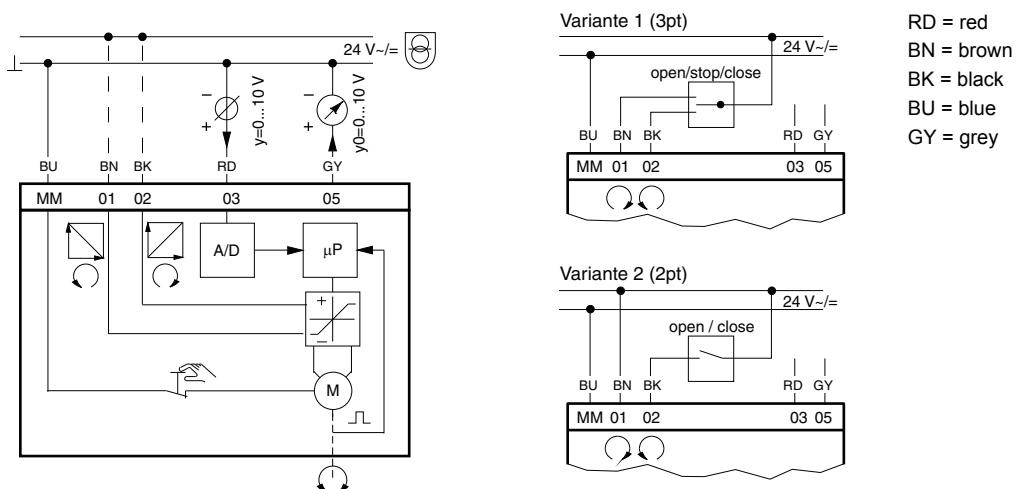 24 V~/=
⊥
–
+
y=0...10 V
–
+
y0=0...10 V
BU BN BK RD GY
MM 01 02 03 05
A/D
µP
+
–
M
Variante 1 (3pt)
24 V~/=
open/stop/close
BU BN BK RD GY
MM 01 02 03 05
Variante 2 (2pt)
24 V~/=
open / close
BU BN BK RD GY
MM 01 02 03 05
RD = red
BN = brown
BK = black
BU = blue
GY = grey